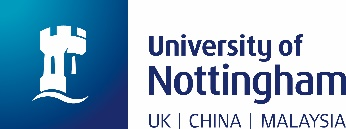 University of
Nottingham
UK | CHINA | MALAYSIA